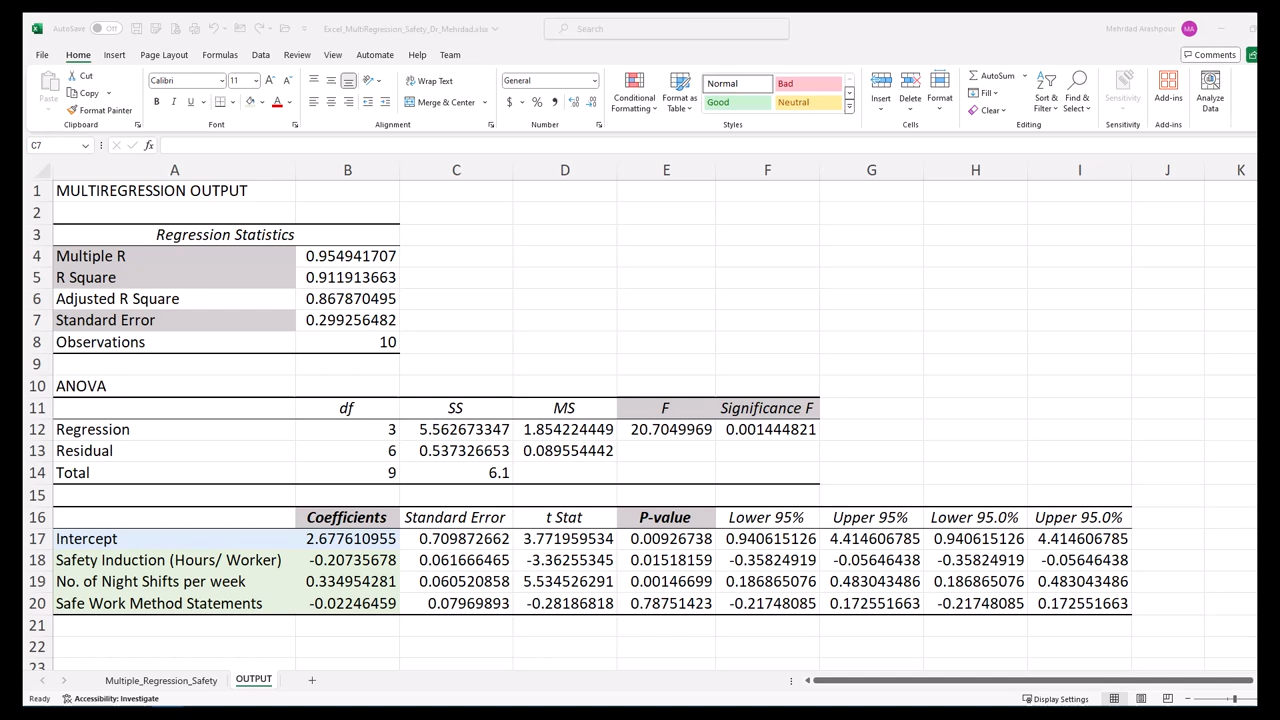 AutoSave Off Excel_MultiRegression_Safety_Dr_Mehrdad.xlsx Search Mehrdad Arashpour MA
File Home Insert Page Layout Formulas Data Review View Automate Help Team Comments
Paste Cut Copy Format Painter Clipboard
Calibri 11 A A B I U A Font
Wrap Text Merge & Center Alignment
General $ % Number
Conditional Formatting Format as Table Normal Bad Good Neutral Styles
Insert Delete Format Cells
AutoSum Fill Clear Sort & Filter Find & Select Editing
Sensitivity Sensitivity
Add-ins Add-ins
Analyze Data
C7 fx
A B C D E F G H I J K
1 MULTIREGRESSION OUTPUT
2
3 Regression Statistics
4 Multiple R 0.954941707
5 R Square 0.911913663
6 Adjusted R Square 0.867870495
7 Standard Error 0.299256482
8 Observations 10
9
10 ANOVA
11 df SS MS F Significance F
12 Regression 3 5.562673347 1.854224449 20.7049969 0.001444821
13 Residual 6 0.537326653 0.089554442
14 Total 9 6.1
15
16 Coefficients Standard Error t Stat P-value Lower 95% Upper 95% Lower 95.0% Upper 95.0%
17 Intercept 2.677610955 0.709872662 3.771959534 0.00926738 0.940615126 4.414606785 0.940615126 4.414606785
18 Safety Induction (Hours/ Worker) -0.20735678 0.061666465 -3.36255345 0.01518159 -0.35824919 -0.05646438 -0.35824919 -0.05646438
19 No. of Night Shifts per week 0.334954281 0.060520858 5.534526291 0.00146699 0.186865076 0.483043486 0.186865076 0.483043486
20 Safe Work Method Statements -0.02246459 0.07969893 -0.28186818 0.78751423 -0.21748085 0.172551663 -0.21748085 0.172551663
21
22
23
Multiple_Regression_Safety OUTPUT +
Ready Accessibility: Investigate Display Settings